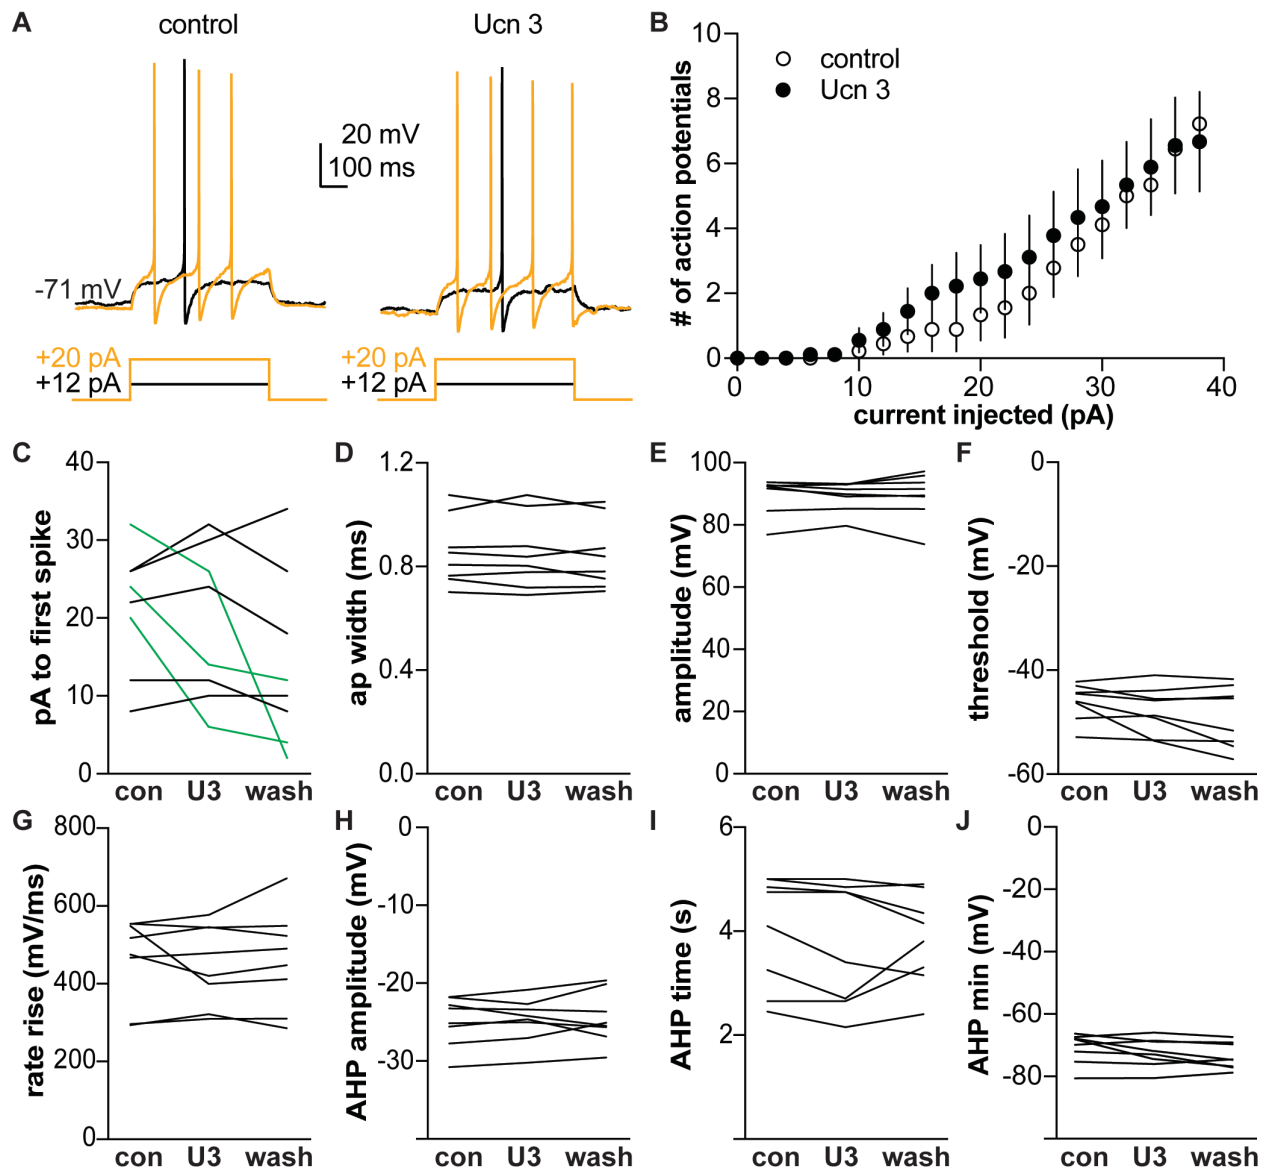 A
control
Ucn 3
20 mV
100 ms
-71 mV
+20 pA
+12 pA
+20 pA
+12 pA
B
control
Ucn 3
# of action potentials
10
8
6
4
2
0
0
10
20
30
40
current injected (pA)
C
pA to first spike
40
30
20
10
0
con U3 wash
D
ap width (ms)
1.2
0.8
0.4
0.0
con U3 wash
E
amplitude (mV)
100
80
60
40
20
0
con U3 wash
F
threshold (mV)
0
-20
-40
-60
con U3 wash
G
rate rise (mV/ms)
800
600
400
200
0
con U3 wash
H
AHP amplitude (mV)
0
-10
-20
-30
con U3 wash
I
AHP time (s)
6
4
2
con U3 wash
J
AHP min (mV)
0
-20
-40
-60
-80
con U3 wash